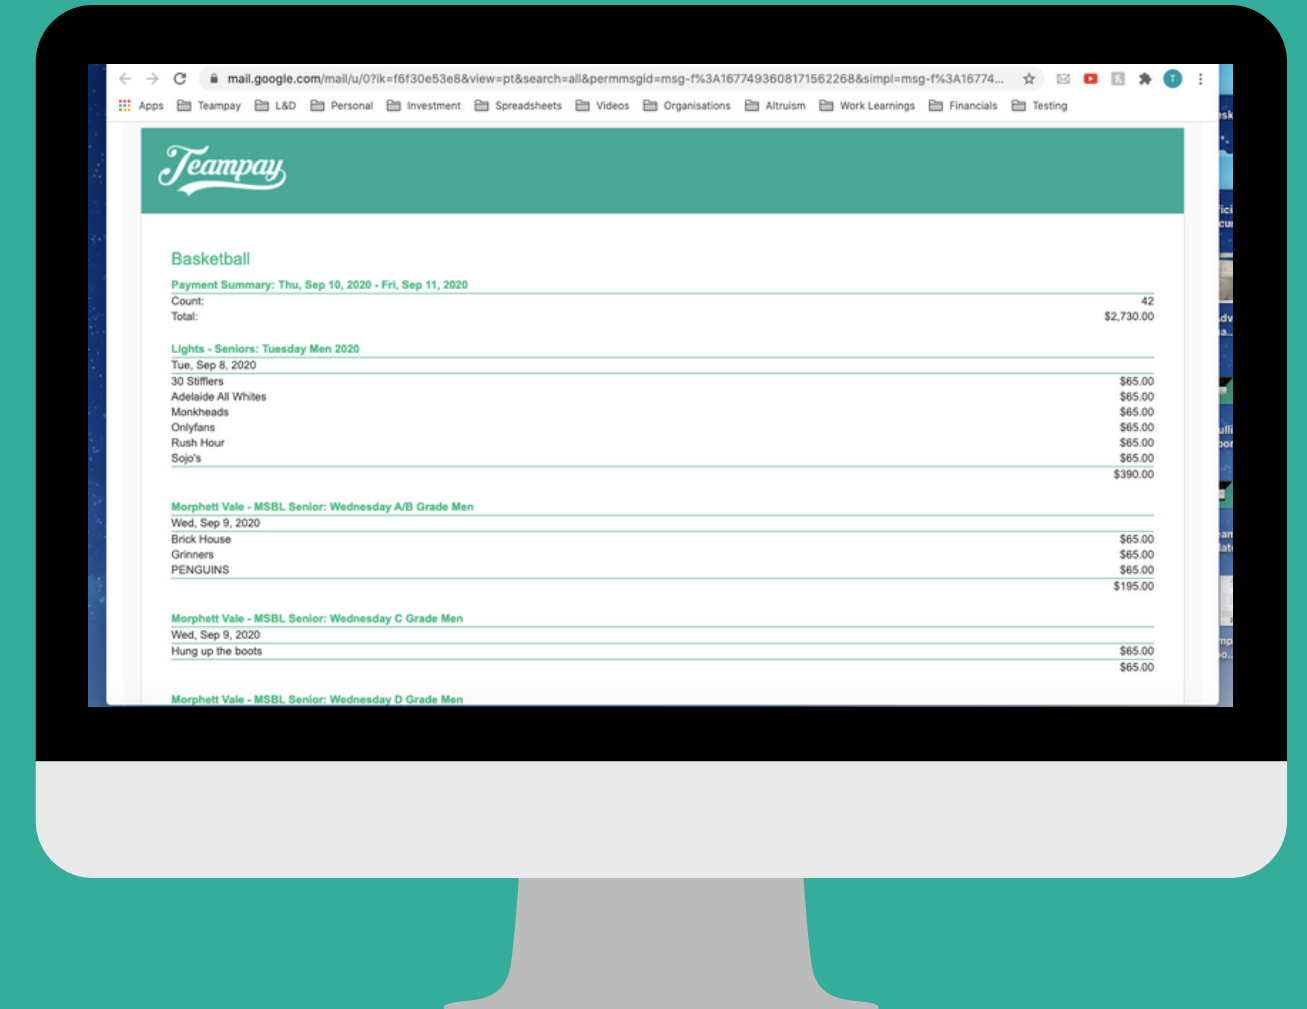 mail.google.com/mail/u/0?ik=f6f30e53e8&view=pt&search=all&permmsgid=msg-f%3A1677493608171562268&simpl=msg-f%3A16774...
T
Apps Teampay L&D Personal Investment Spreadsheets Videos Organisations Altruism Work Learnings Financials Testing
Teampay
Basketball
Payment Summary: Thu, Sep 10, 2020 - Fri, Sep 11, 2020
Count: 42
Total: $2,730.00
Lights - Seniors: Tuesday Men 2020
Tue, Sep 8, 2020
30 Stifflers $65.00
Adelaide All Whites $65.00
Monkheads $65.00
Onlyfans $65.00
Rush Hour $65.00
Sojo's $65.00
$390.00
Morphett Vale - MSBL Senior: Wednesday A/B Grade Men
Wed, Sep 9, 2020
Brick House $65.00
Grinners $65.00
PENGUINS $65.00
$195.00
Morphett Vale - MSBL Senior: Wednesday C Grade Men
Wed, Sep 9, 2020
Hung up the boots $65.00
$65.00
Morphett Vale - MSBL Senior: Wednesday D Grade Men